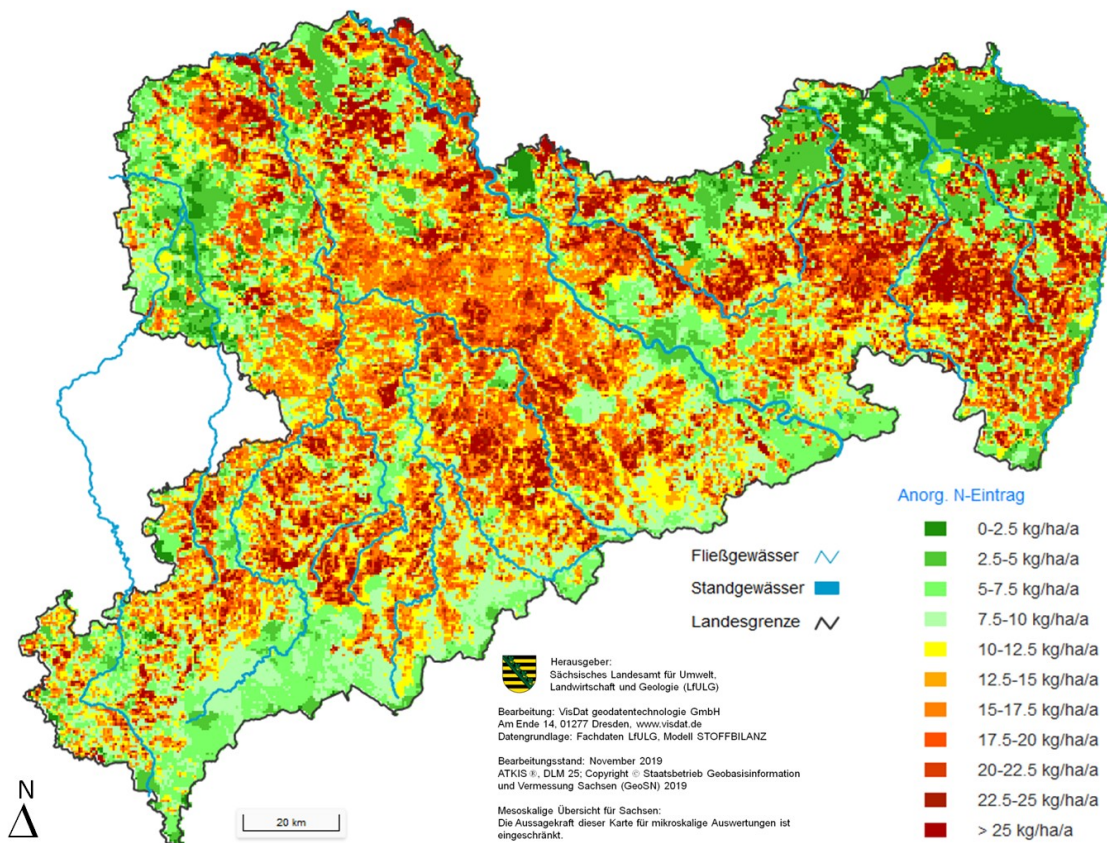 Anorg. N-Eintrag
0-2.5 kg/ha/a
2.5-5 kg/ha/a
5-7.5 kg/ha/a
7.5-10 kg/ha/a
10-12.5 kg/ha/a
12.5-15 kg/ha/a
15-17.5 kg/ha/a
17.5-20 kg/ha/a
20-22.5 kg/ha/a
22.5-25 kg/ha/a
> 25 kg/ha/a
Fließgewässer
Standgewässer
Landesgrenze
Herausgeber:
Sächsisches Landesamt für Umwelt,
Landwirtschaft und Geologie (LfULG)
Bearbeitung: VisDat geodatentechnologie GmbH
Am Ende 14, 01277 Dresden, www.visdat.de
Datengrundlage: Fachdaten LfULG, Modell STOFFBILANZ
Bearbeitungsstand: November 2019
ATKIS ®, DLM 25; Copyright © Staatsbetrieb Geobasisinformation
und Vermessung Sachsen (GeoSN) 2019
Mesoskalige Übersicht für Sachsen:
Die Aussagekraft dieser Karte für mikroskalige Auswertungen ist
eingeschränkt.
N
20 km